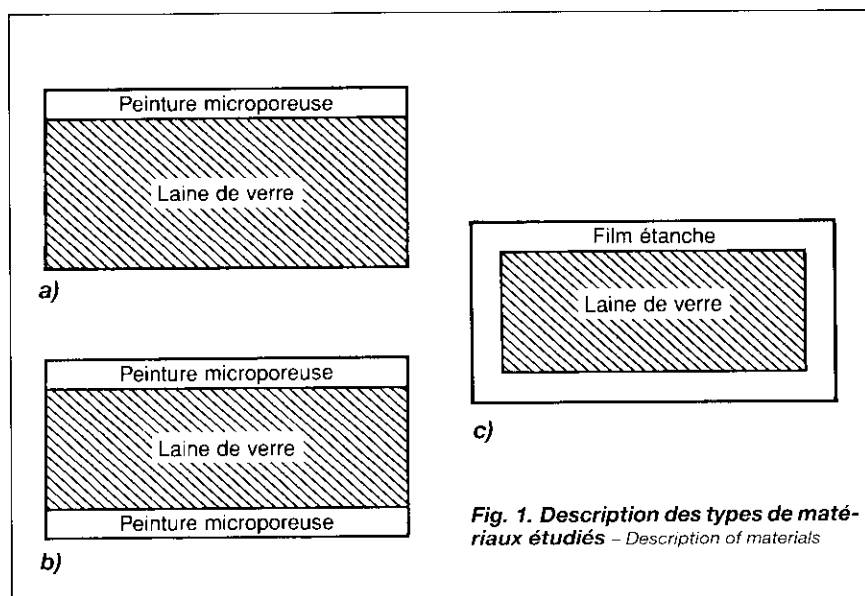 Peinture microporeuse
Laine de verre
a)
Peinture microporeuse
Laine de verre
Peinture microporeuse
b)
Film étanche
Laine de verre
c)
Fig. 1. Description des types de maté-
riaux étudiés – Description of materials